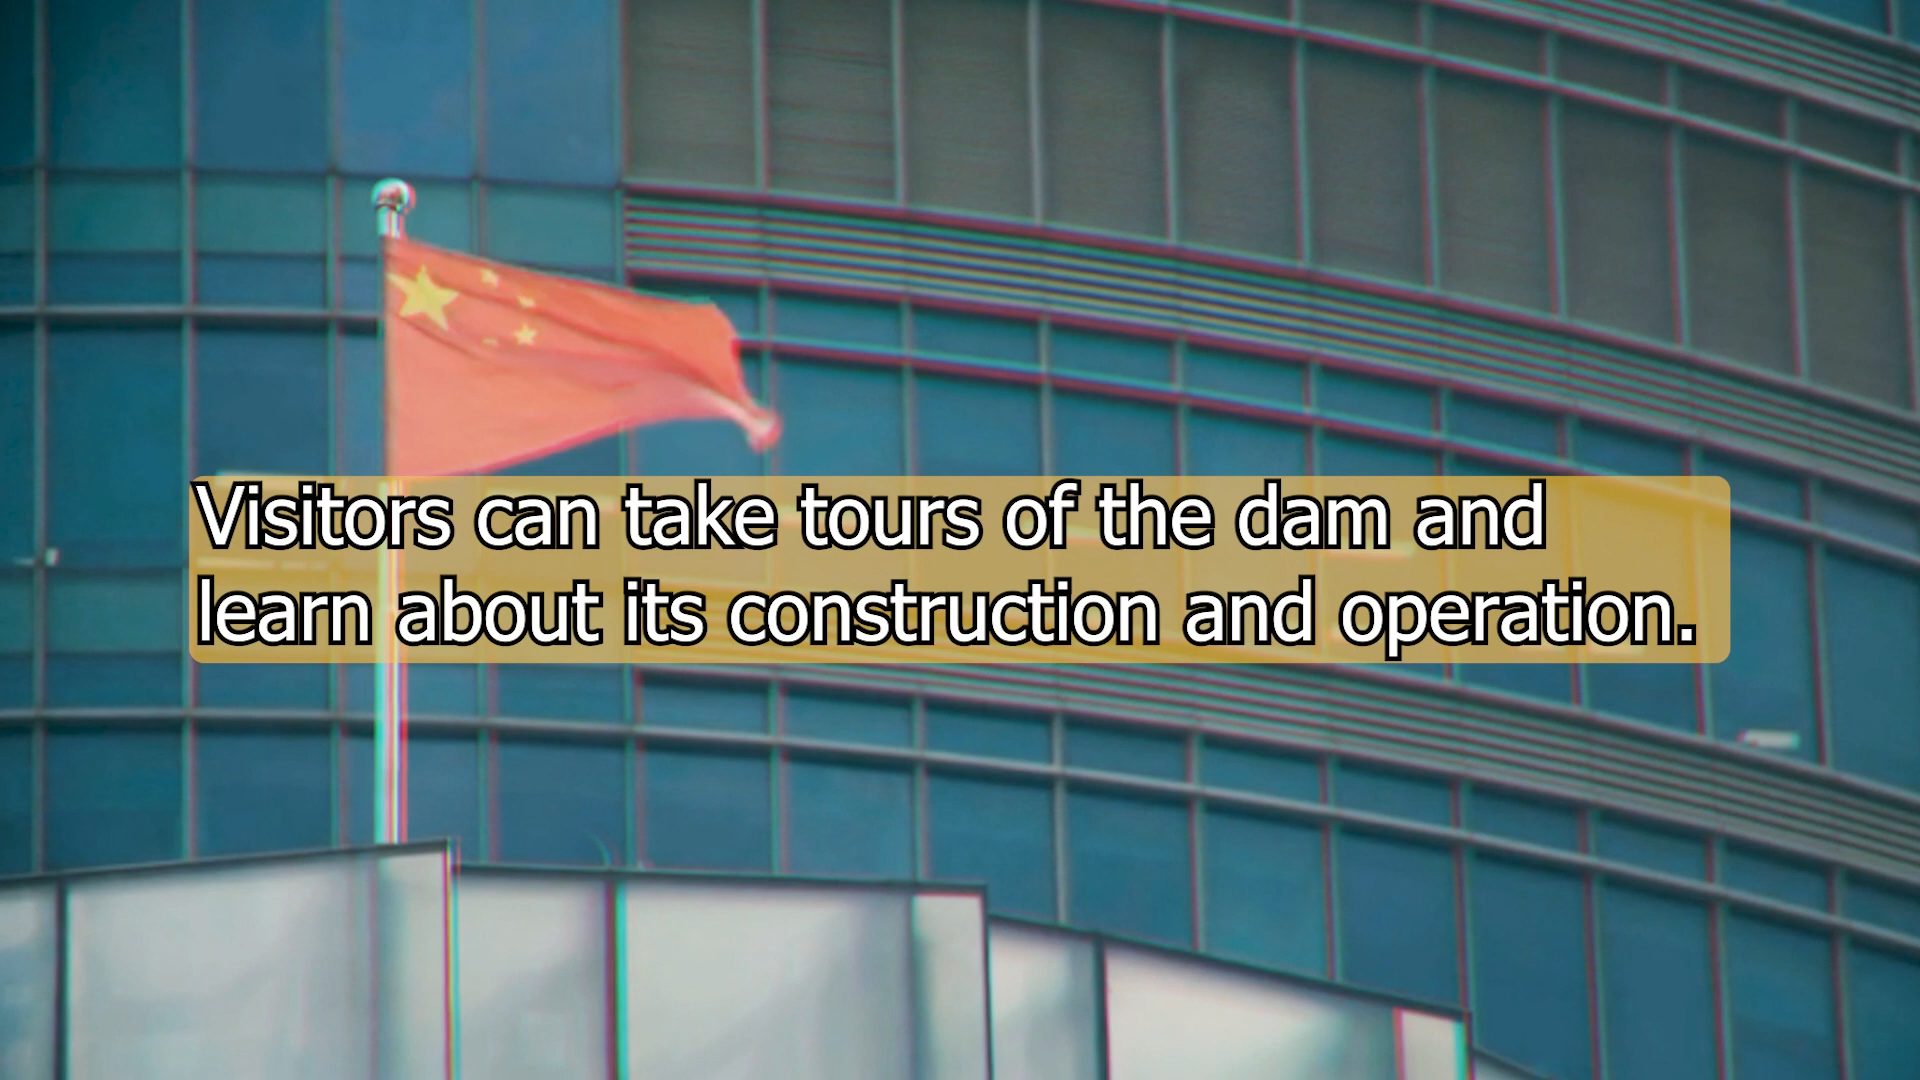 Visitors can take tours of the dam and
learn about its construction and operation.